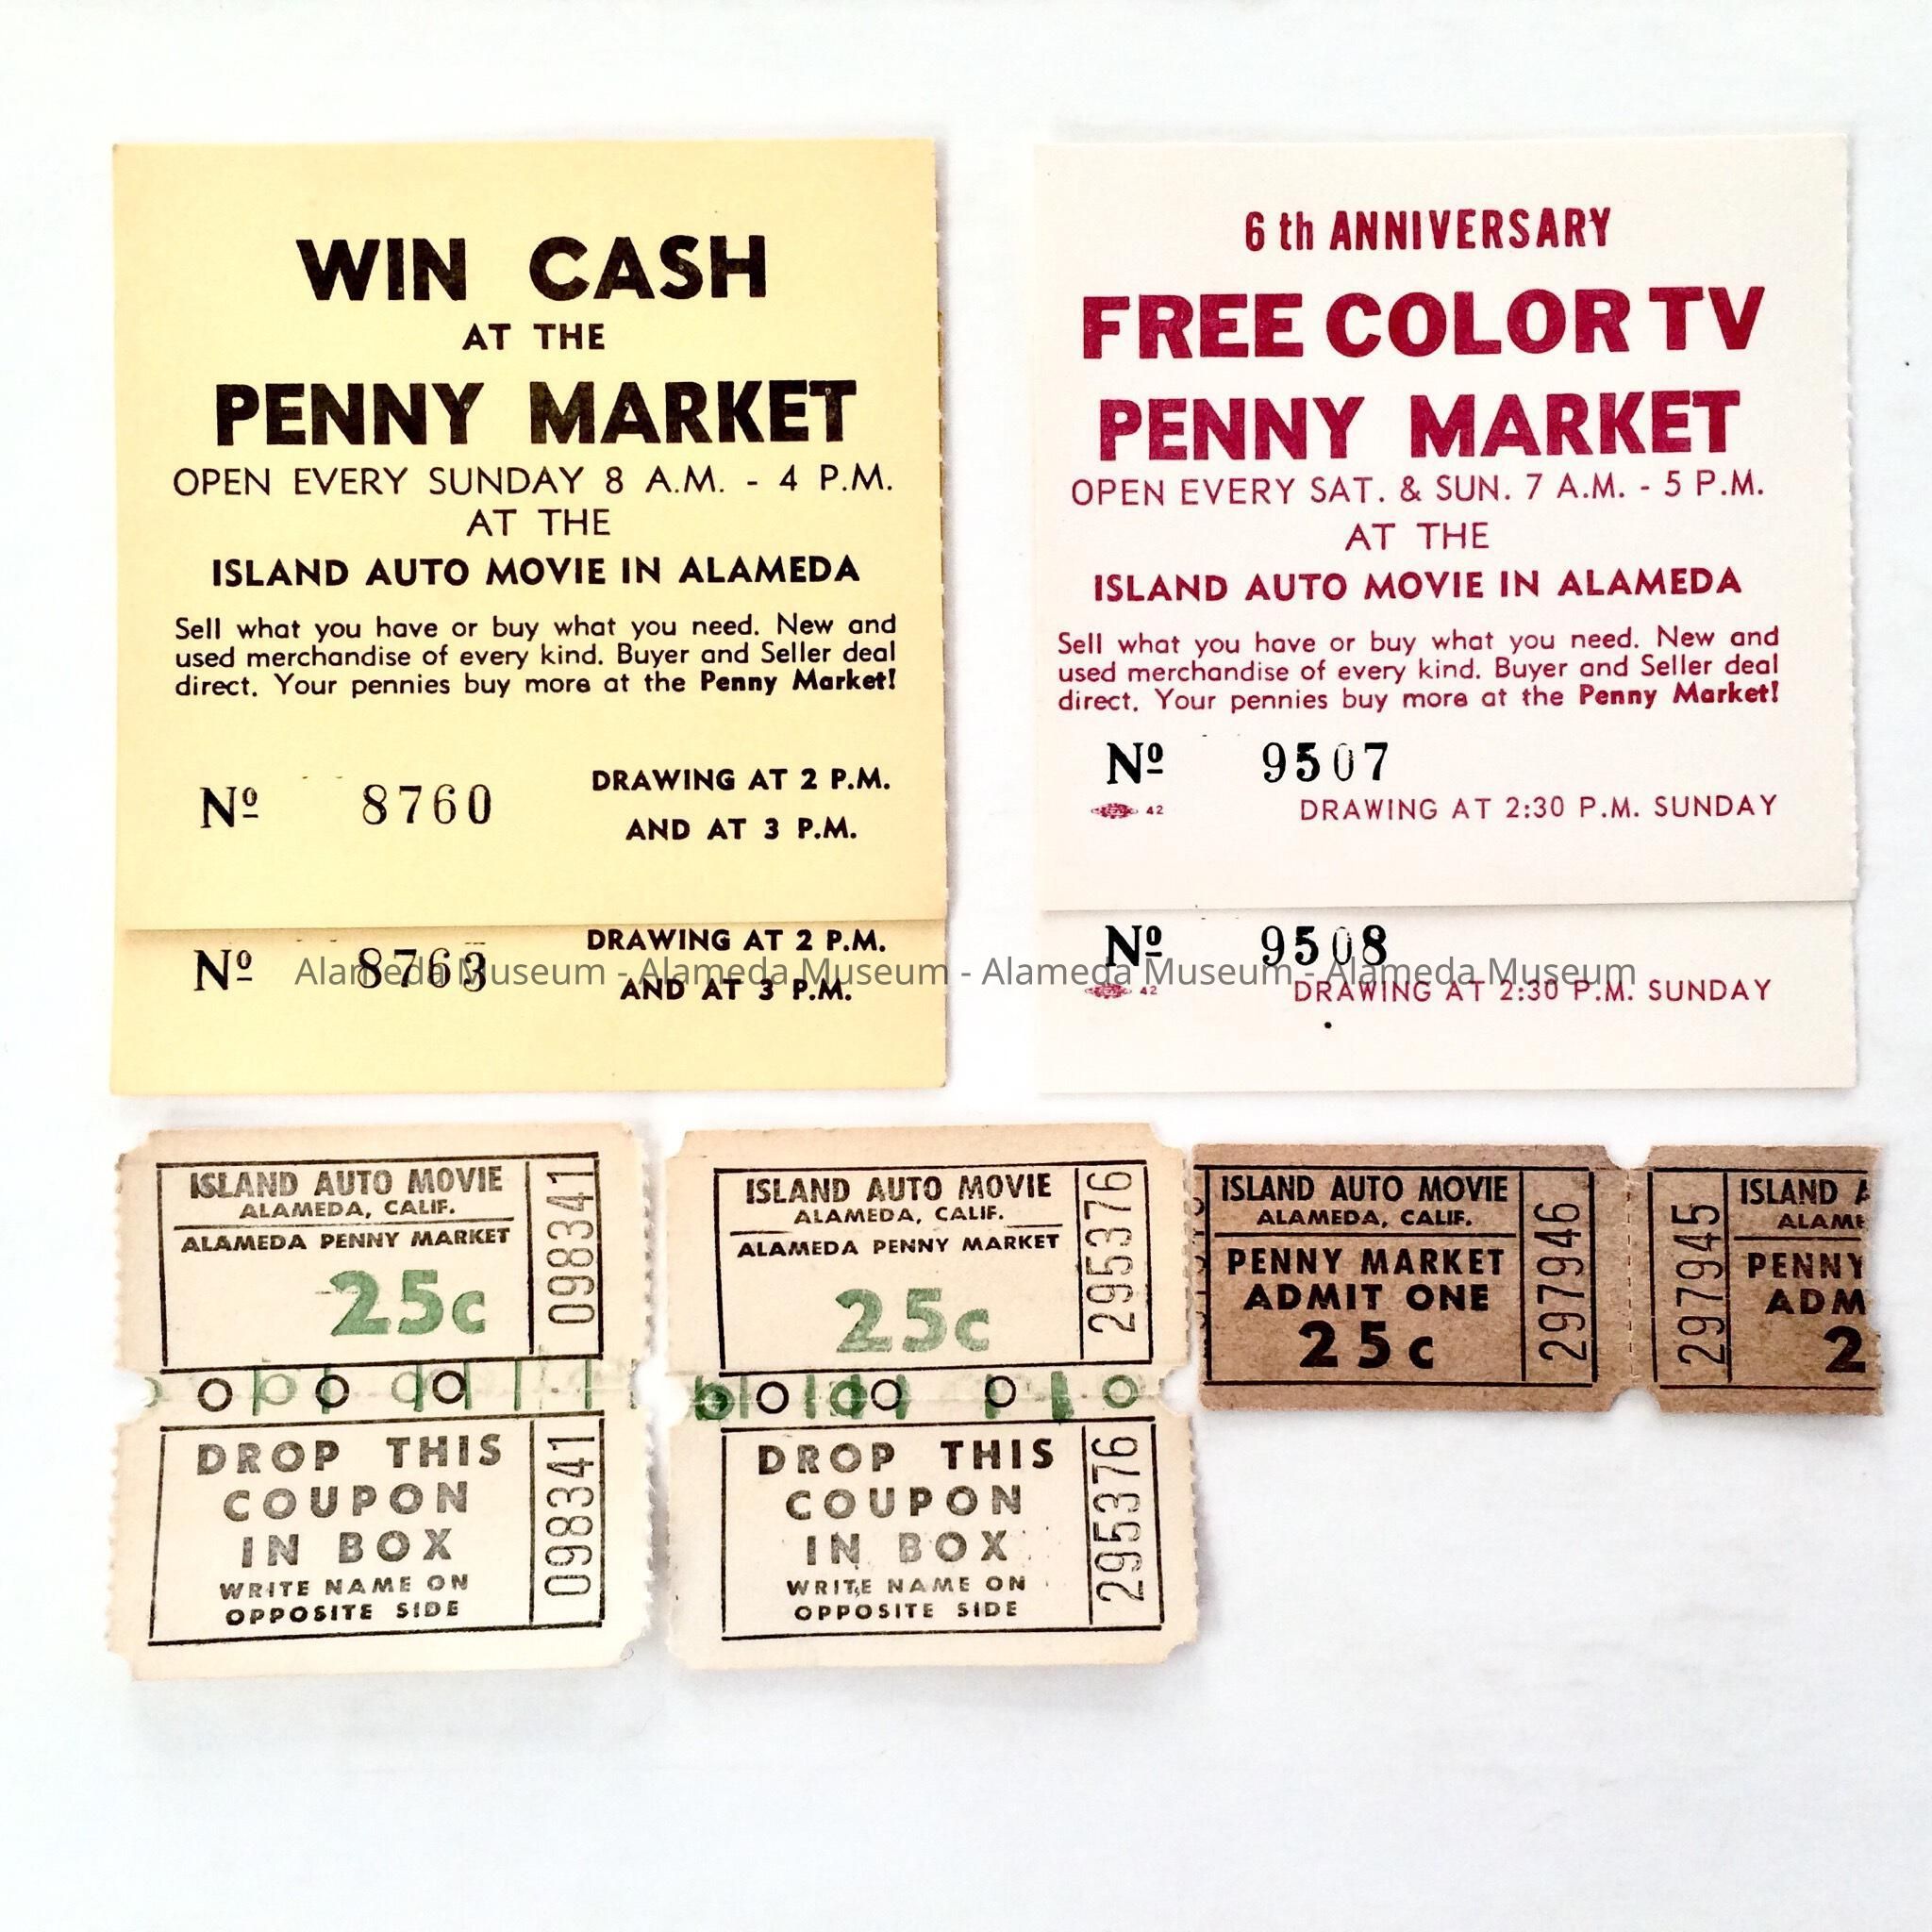 WIN CASH
AT THE
PENNY MARKET
OPEN EVERY SUNDAY 8 A.M. - 4 P.M.
AT THE
ISLAND AUTO MOVIE IN ALAMEDA
Sell what you have or buy what you need. New and
used merchandise of every kind. Buyer and Seller deal
direct. Your pennies buy more at the Penny Market!
Nº 8760
DRAWING AT 2 P.M.
AND AT 3 P.M.
Nº 8763
DRAWING AT 2 P.M.
AND AT 3 P.M.
6 th ANNIVERSARY
FREE COLOR TV
PENNY MARKET
OPEN EVERY SAT. & SUN. 7 A.M. - 5 P.M.
AT THE
ISLAND AUTO MOVIE IN ALAMEDA
Sell what you have or buy what you need. New and
used merchandise of every kind. Buyer and Seller deal
direct. Your pennies buy more at the Penny Market!
Nº 9507
42 DRAWING AT 2:30 P.M. SUNDAY
Nº 9508
42 DRAWING AT 2:30 P.M. SUNDAY
Alameda Museum - Alameda Museum - Alameda Museum - Alameda Museum
ISLAND AUTO MOVIE
ALAMEDA, CALIF.
ALAMEDA PENNY MARKET
25c
098341
DROP THIS
COUPON
IN BOX
WRITE NAME ON
OPPOSITE SIDE
098341
ISLAND AUTO MOVIE
ALAMEDA, CALIF.
ALAMEDA PENNY MARKET
25c
295376
DROP THIS
COUPON
IN BOX
WRITE NAME ON
OPPOSITE SIDE
295376
ISLAND AUTO MOVIE
ALAMEDA, CALIF.
PENNY MARKET
ADMIT ONE
25c
297946
297945
ISLAND A
ALAME
PENNY
ADM
2